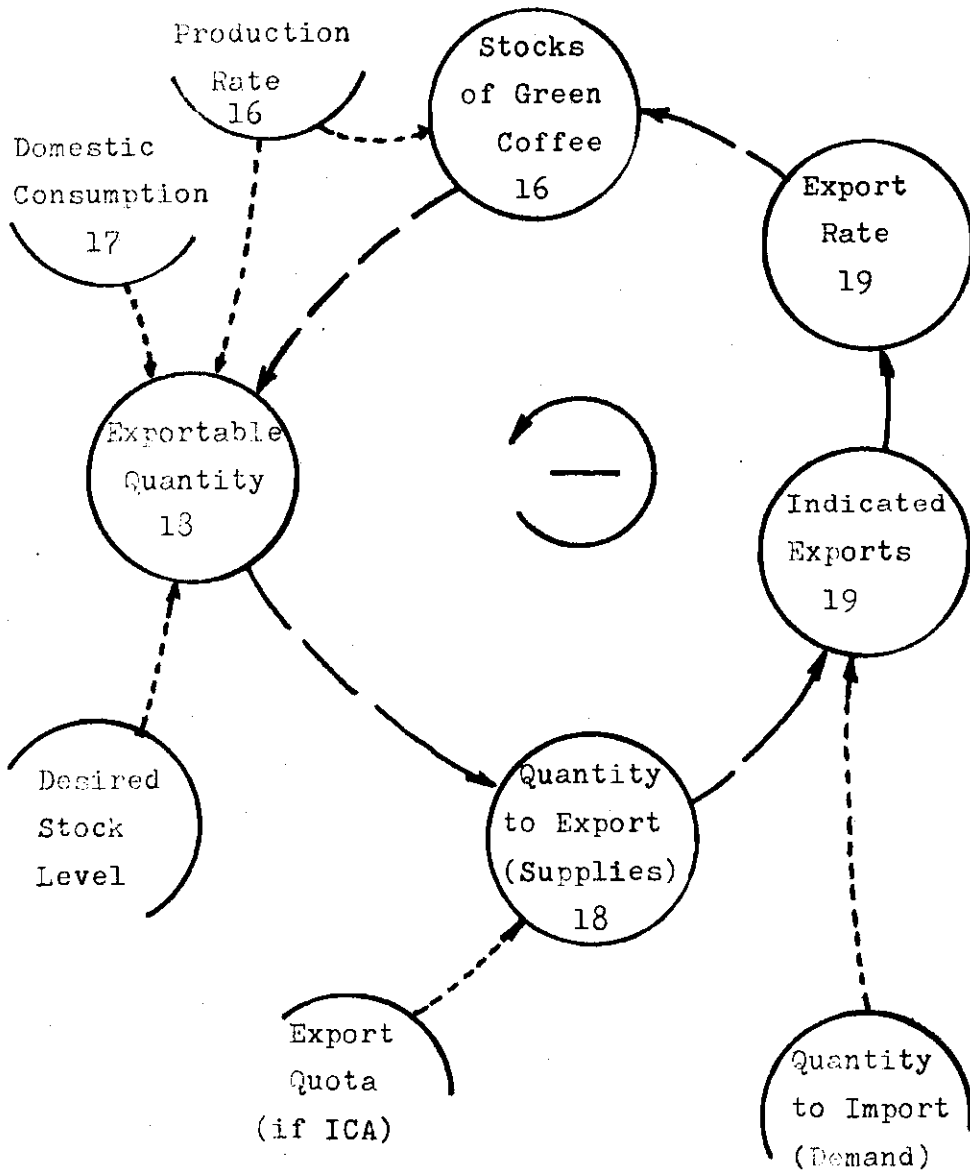 Production
Rate
16
Stocks
of Green
Coffee
16
Domestic
Consumption
17
Export
Rate
19
Exportable
Quantity
18
Indicated
Exports
19
Desired
Stock
Level
Quantity
to Export
(Supplies)
18
Export
Quota
(if ICA)
Quantity
to Import
(Demand)